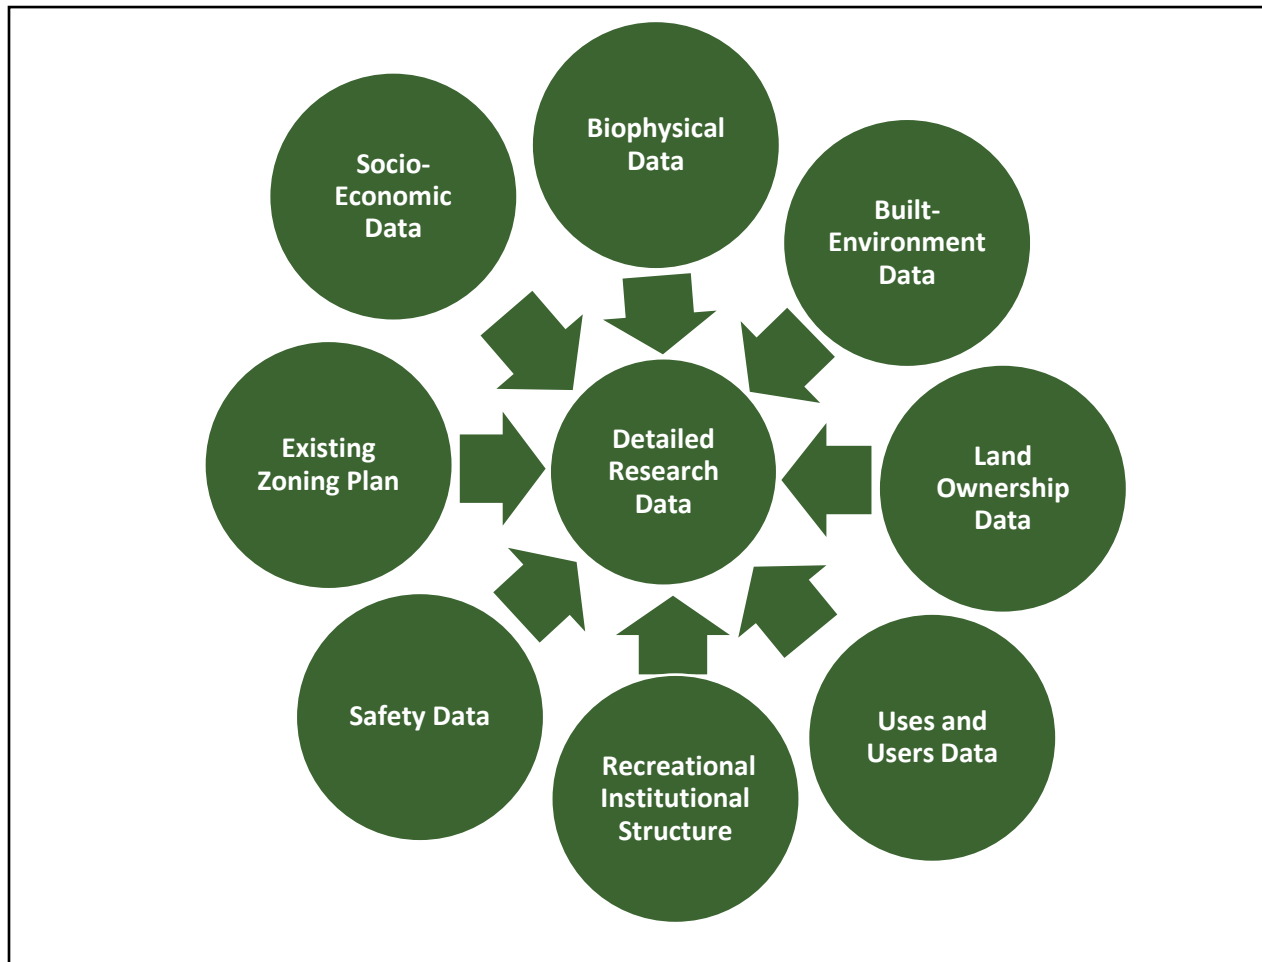 Biophysical
Data
Socio-
Economic
Data
Built-
Environment
Data
Existing
Zoning Plan
Detailed
Research
Data
Land
Ownership
Data
Safety Data
Recreational
Institutional
Structure
Uses and
Users Data